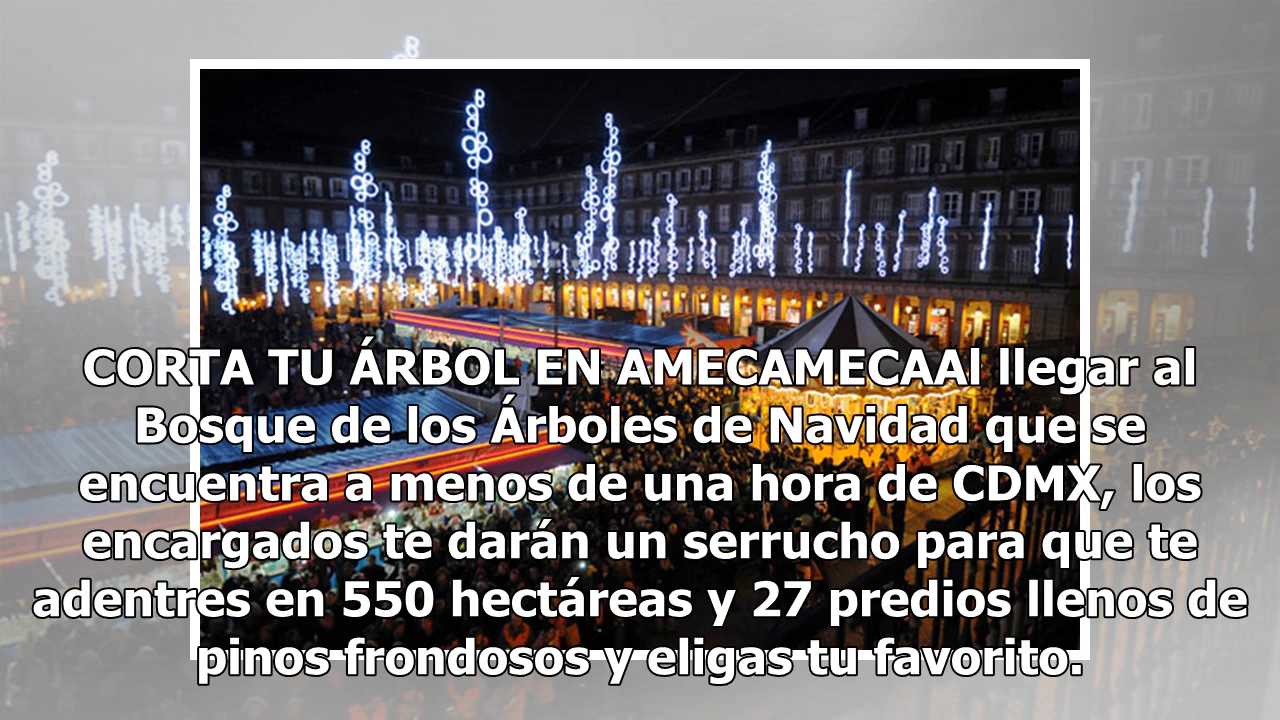 CORTA TU ÁRBOL EN AMECAMECAAl llegar al
Bosque de los Árboles de Navidad que se
encuentra a menos de una hora de CDMX, los
encargados te darán un serrucho para que te
adentres en 550 hectáreas y 27 predios llenos de
pinos frondosos y eligas tu favorito.